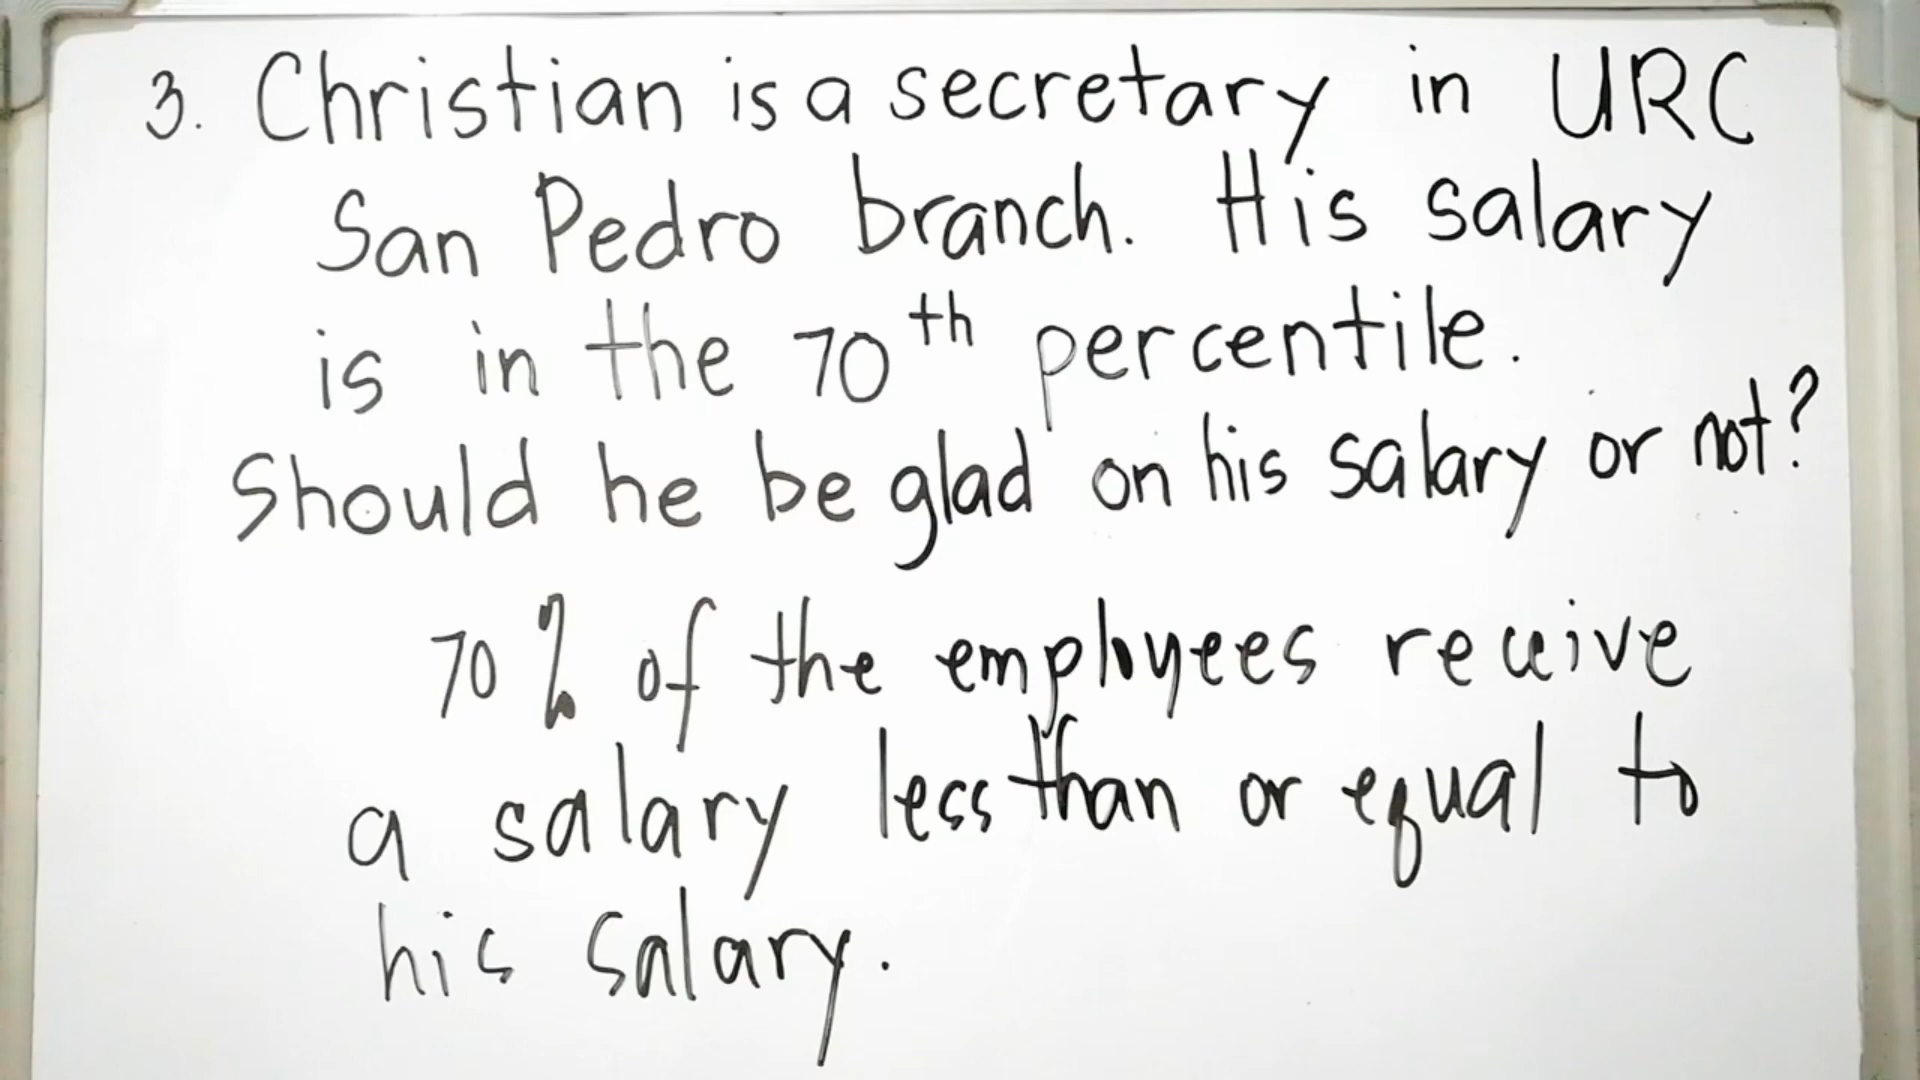 3. Christian is a secretary in URC
San Pedro branch. His salary
is in the 70th percentile.
Should he be glad on his salary or not?
70% of the employees receive
a salary less than or equal to
his salary.